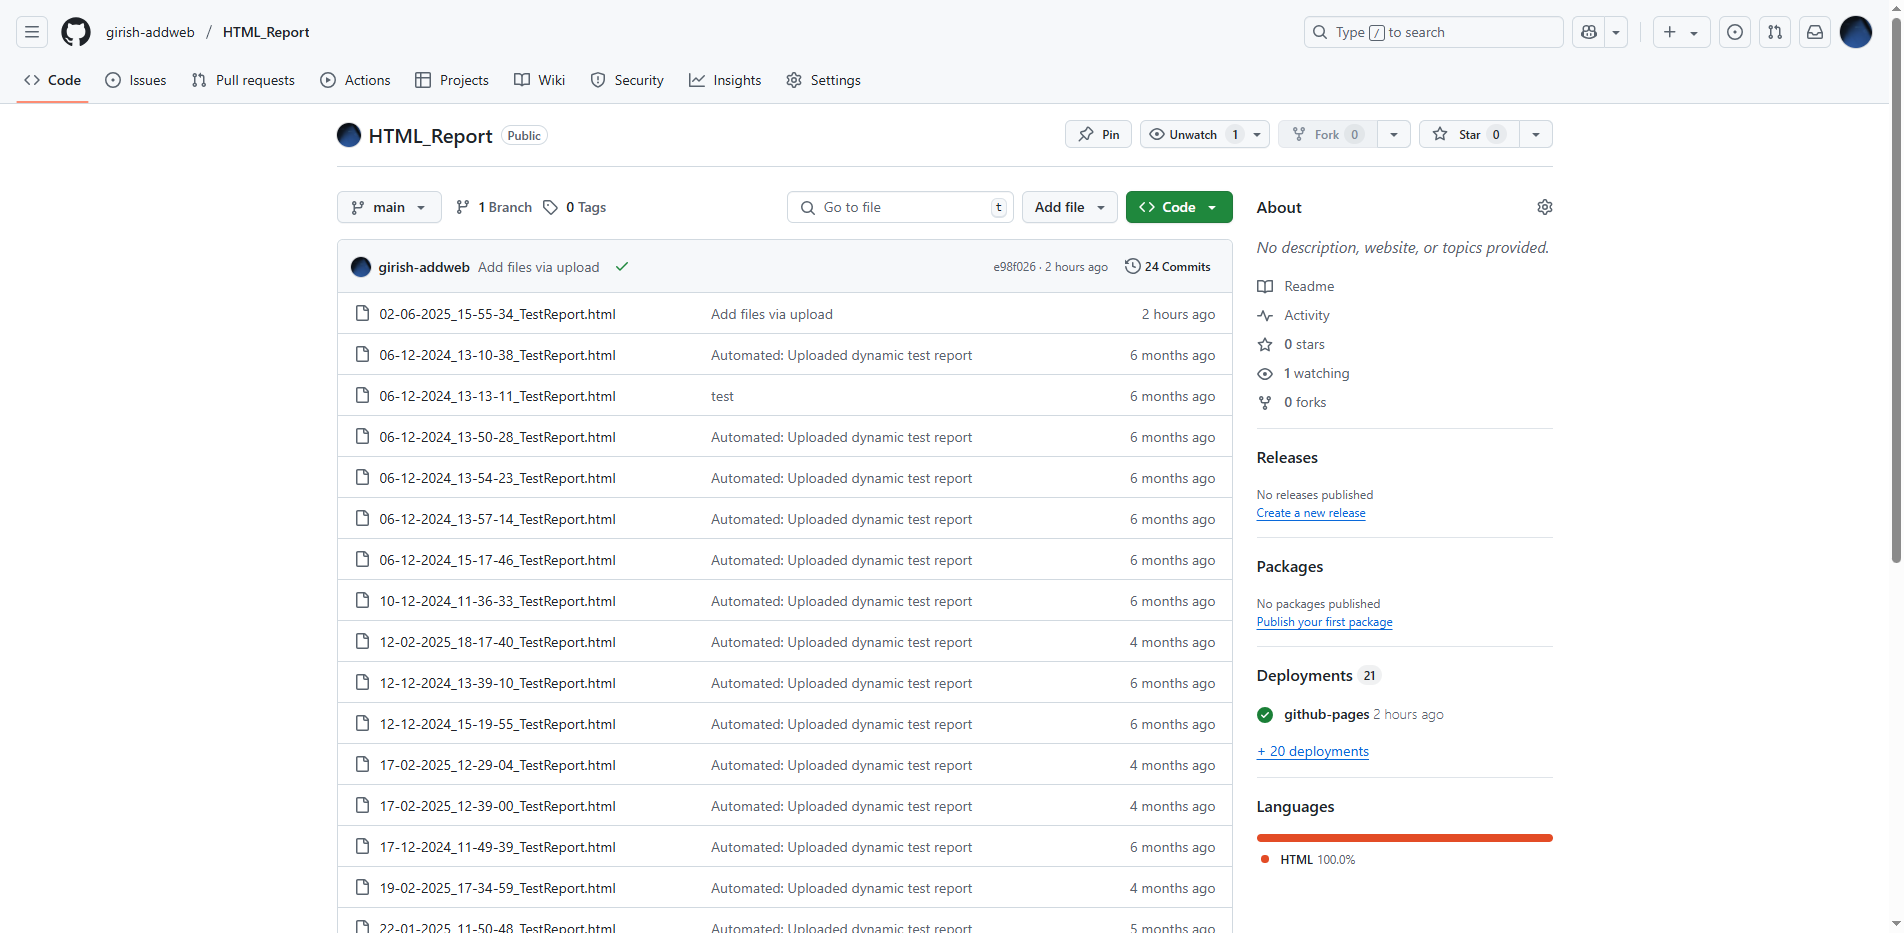 girish-addweb / HTML_Report
Type / to search
Code Issues Pull requests Actions Projects Wiki Security Insights Settings
HTML_Report Public
Pin Unwatch 1 Fork 0 Star 0
main 1 Branch 0 Tags Go to file t Add file Code
girish-addweb Add files via upload e98f026 · 2 hours ago 24 Commits
02-06-2025_15-55-34_TestReport.html Add files via upload 2 hours ago
06-12-2024_13-10-38_TestReport.html Automated: Uploaded dynamic test report 6 months ago
06-12-2024_13-13-11_TestReport.html test 6 months ago
06-12-2024_13-50-28_TestReport.html Automated: Uploaded dynamic test report 6 months ago
06-12-2024_13-54-23_TestReport.html Automated: Uploaded dynamic test report 6 months ago
06-12-2024_13-57-14_TestReport.html Automated: Uploaded dynamic test report 6 months ago
06-12-2024_15-17-46_TestReport.html Automated: Uploaded dynamic test report 6 months ago
10-12-2024_11-36-33_TestReport.html Automated: Uploaded dynamic test report 6 months ago
12-02-2025_18-17-40_TestReport.html Automated: Uploaded dynamic test report 4 months ago
12-12-2024_13-39-10_TestReport.html Automated: Uploaded dynamic test report 6 months ago
12-12-2024_15-19-55_TestReport.html Automated: Uploaded dynamic test report 6 months ago
17-02-2025_12-29-04_TestReport.html Automated: Uploaded dynamic test report 4 months ago
17-02-2025_12-39-00_TestReport.html Automated: Uploaded dynamic test report 4 months ago
17-12-2024_11-49-39_TestReport.html Automated: Uploaded dynamic test report 6 months ago
19-02-2025_17-34-59_TestReport.html Automated: Uploaded dynamic test report 4 months ago
22-01-2025_11-50-48_TestReport.html Automated: Uploaded dynamic test report 5 months ago
About
No description, website, or topics provided.
Readme
Activity
0 stars
1 watching
0 forks
Releases
No releases published
Create a new release
Packages
No packages published
Publish your first package
Deployments 21
github-pages 2 hours ago
+ 20 deployments
Languages
HTML 100.0%